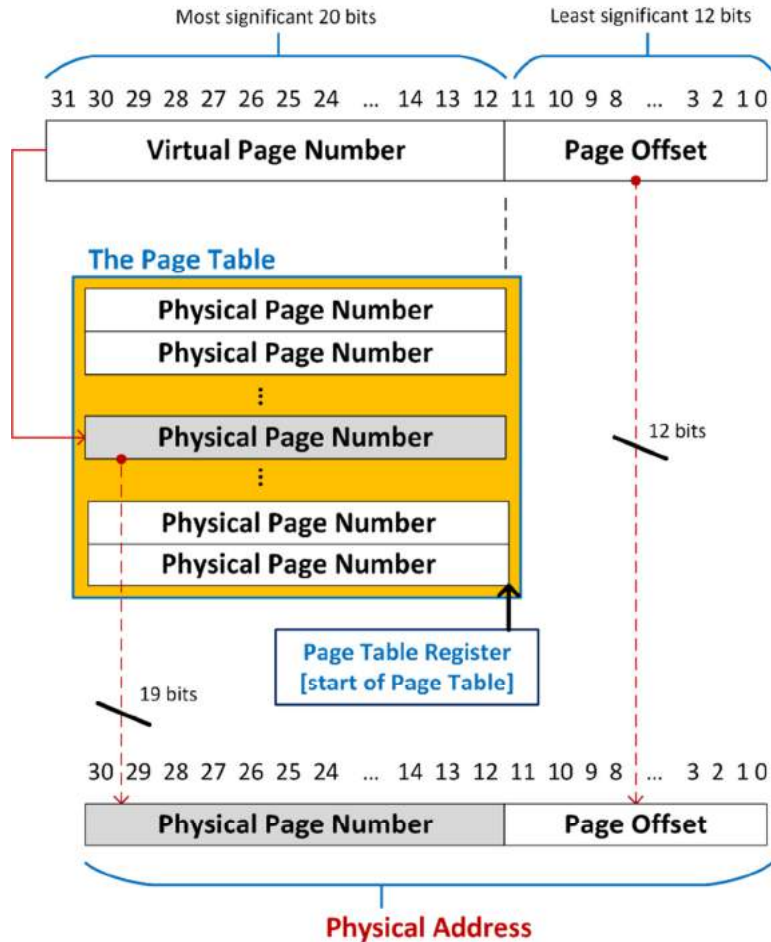 Most significant 20 bits
Least significant 12 bits
31 30 29 28 27 26 25 24 ... 14 13 12 11 10 9 8 ... 3 2 1 0
Virtual Page Number
Page Offset
The Page Table
Physical Page Number
Physical Page Number
⋮
Physical Page Number
⋮
Physical Page Number
Physical Page Number
12 bits
Page Table Register
[start of Page Table]
19 bits
30 29 28 27 26 25 24 ... 14 13 12 11 10 9 8 ... 3 2 1 0
Physical Page Number
Page Offset
Physical Address